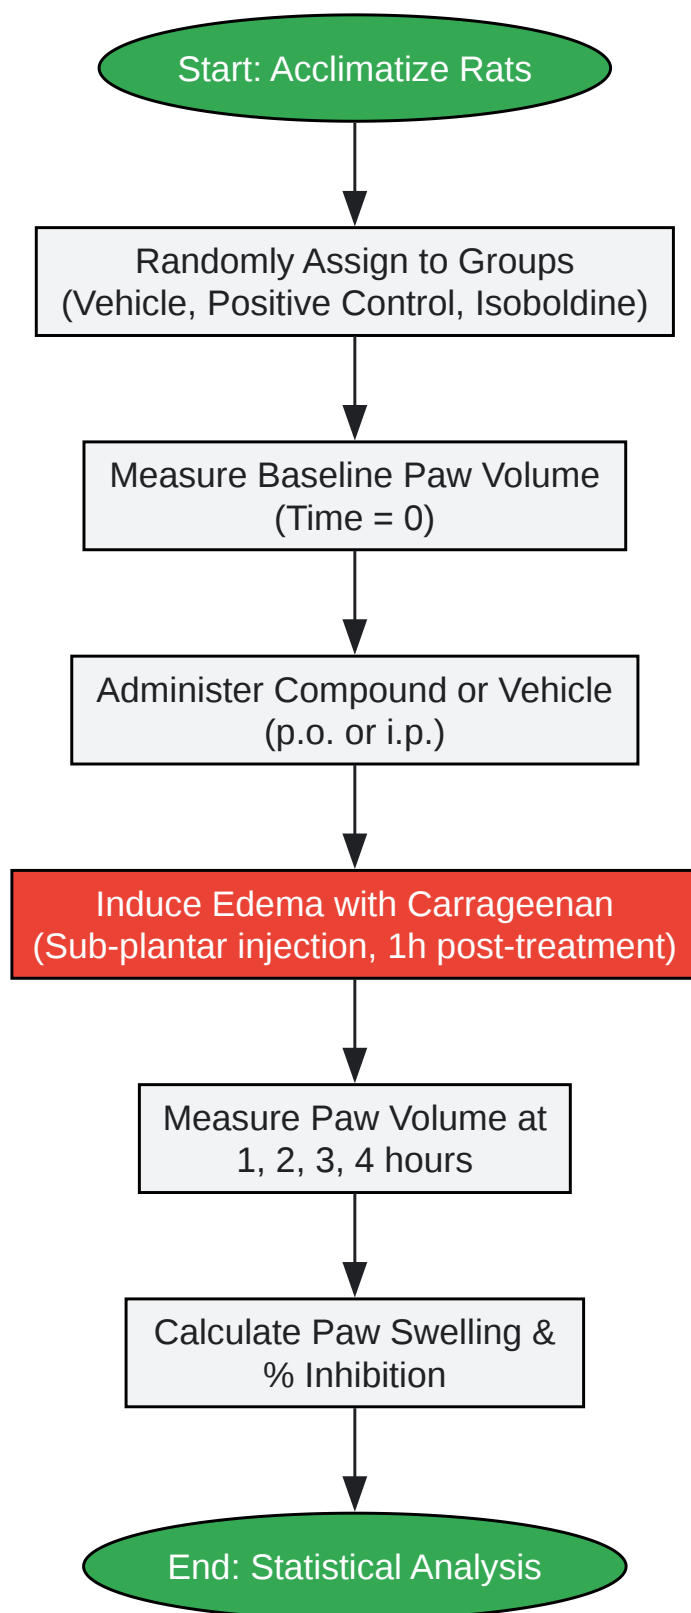 Start: Acclimatize Rats
Randomly Assign to Groups
(Vehicle, Positive Control, Isoboldine)
Measure Baseline Paw Volume
(Time = 0)
Administer Compound or Vehicle
(p.o. or i.p.)
Induce Edema with Carrageenan
(Sub-plantar injection, 1h post-treatment)
Measure Paw Volume at
1, 2, 3, 4 hours
Calculate Paw Swelling &
% Inhibition
End: Statistical Analysis